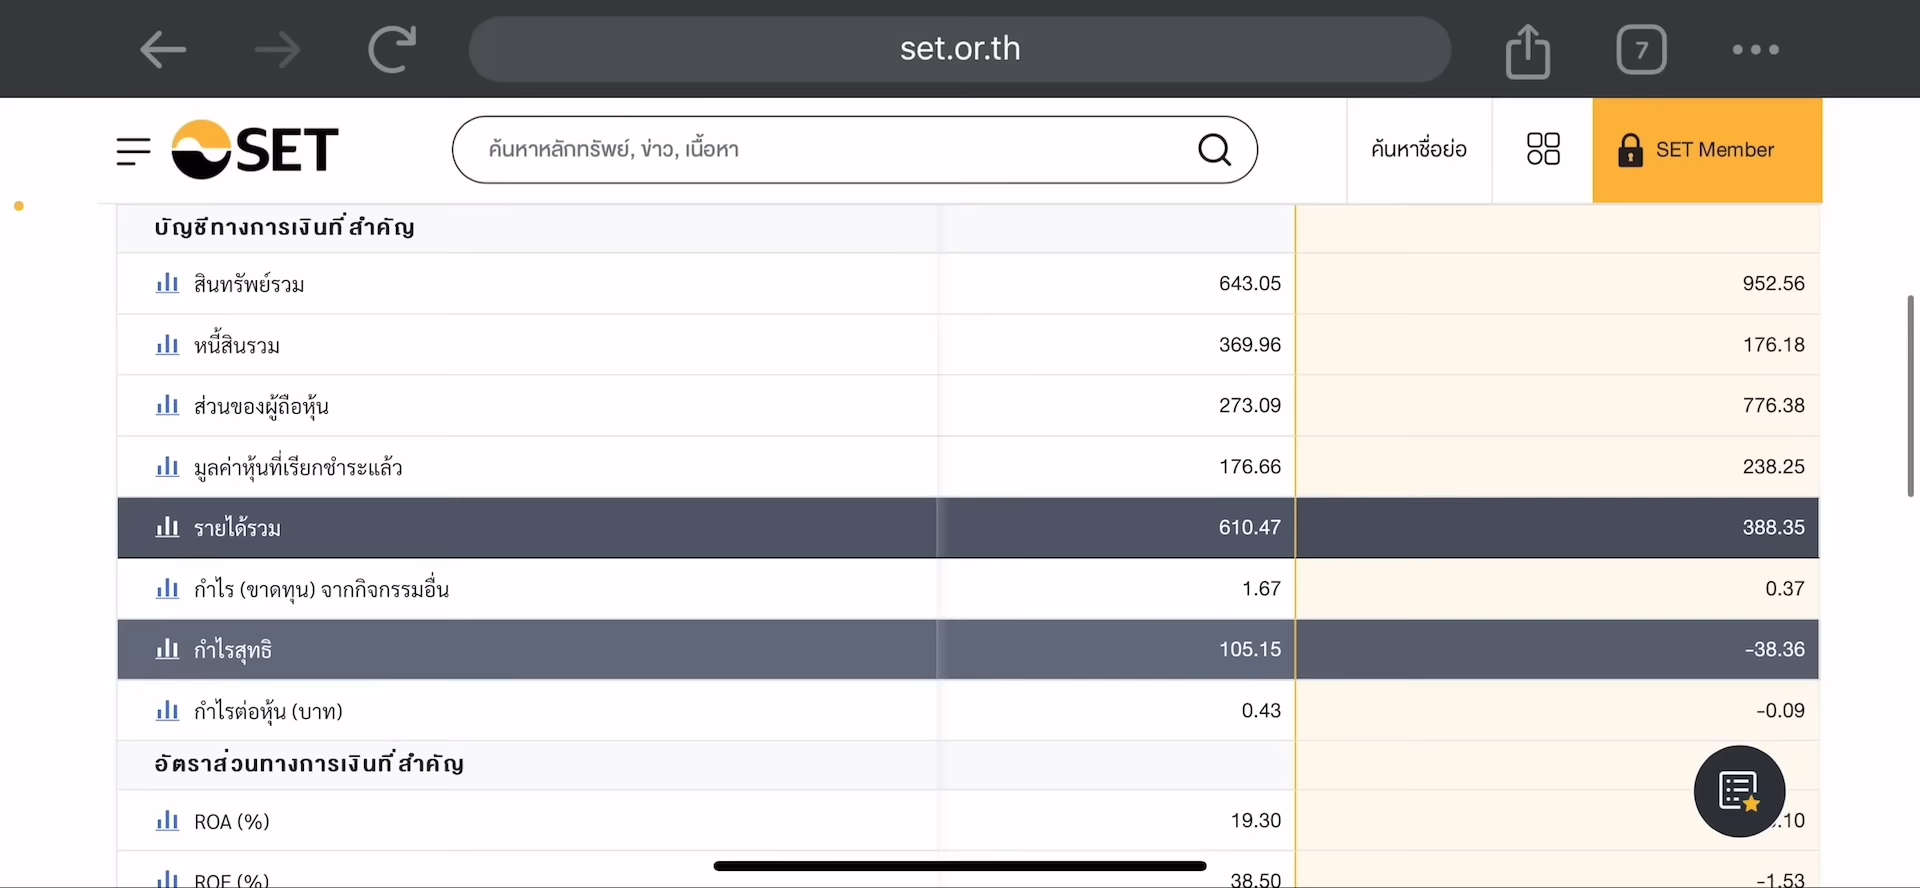 set.or.th
7
SET
ค้นหาหลักทรัพย์, ข่าว, เนื้อหา
ค้นหาชื่อย่อ
SET Member
บัญชีทางการเงินที่สำคัญ
สินทรัพย์รวม 643.05 952.56
หนี้สินรวม 369.96 176.18
ส่วนของผู้ถือหุ้น 273.09 776.38
มูลค่าหุ้นที่เรียกชำระแล้ว 176.66 238.25
รายได้รวม 610.47 388.35
กำไร (ขาดทุน) จากกิจกรรมอื่น 1.67 0.37
กำไรสุทธิ 105.15 -38.36
กำไรต่อหุ้น (บาท) 0.43 -0.09
อัตราส่วนทางการเงินที่สำคัญ
ROA (%) 19.30 .10
ROE (%) 38.50 -1.53